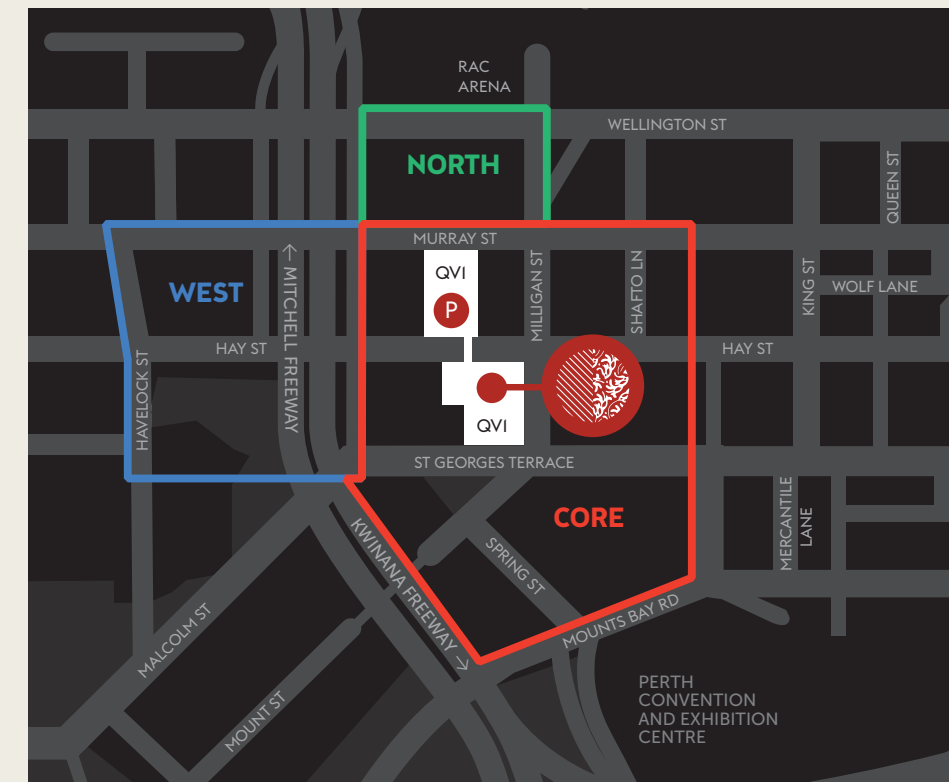 RAC
ARENA
WELLINGTON ST
NORTH
QUEEN ST
MURRAY ST
QVI
P
WEST
MITCHELL FREEWAY
MILLIGAN ST
SHAFTO LN
KING ST
WOLF LANE
HAY ST
HAY ST
HAVELOCK ST
QVI
ST GEORGES TERRACE
CORE
MERCANTILE
LANE
KWINANA FREEWAY
SPRING ST
MALCOLM ST
MOUNTS BAY RD
MOUNT ST
PERTH
CONVENTION
AND EXHIBITION
CENTRE